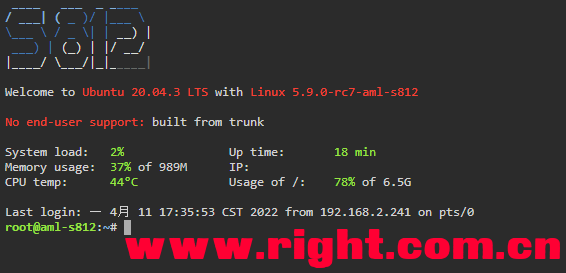 Welcome to Ubuntu 20.04.3 LTS with Linux 5.9.0-rc7-aml-s812
No end-user support: built from trunk
System load: 2% Up time: 18 min
Memory usage: 37% of 989M IP:
CPU temp: 44°C Usage of /: 78% of 6.5G
Last login: 一 4月 11 17:35:53 CST 2022 from 192.168.2.241 on pts/0
root@aml-s812:~#
www.right.com.cn